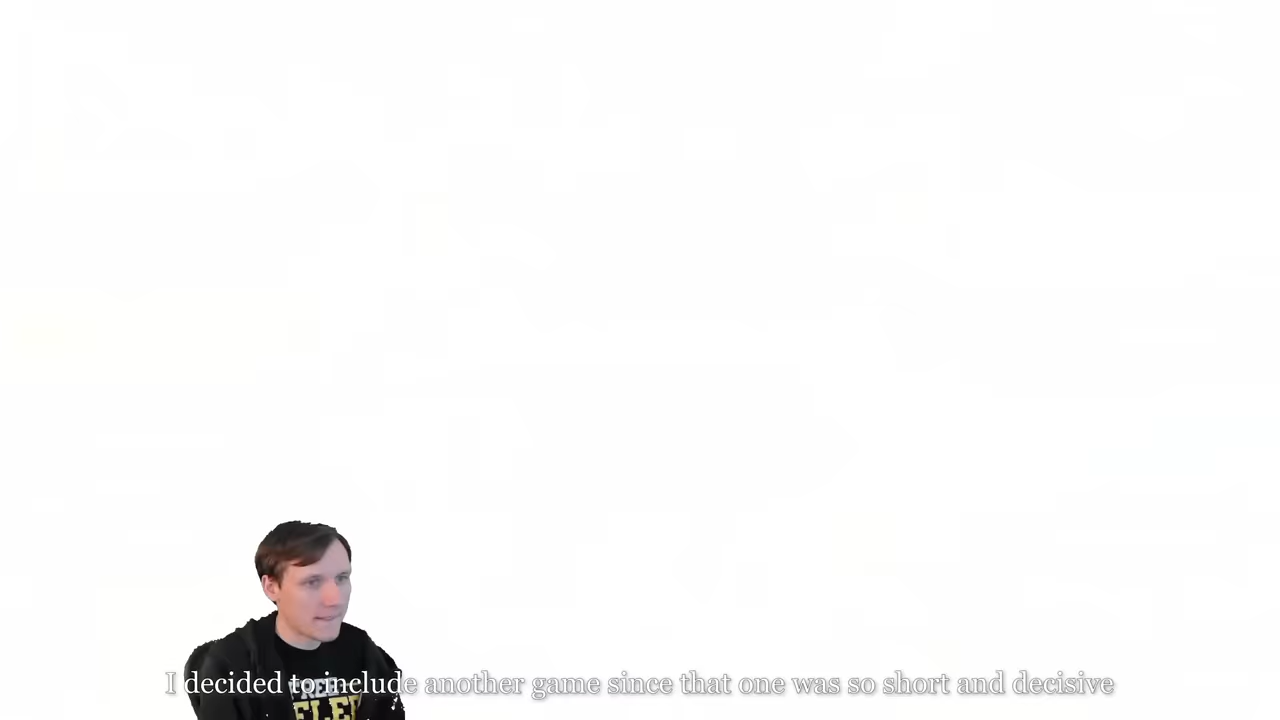 I decided to include another game since that one was so short and decisive